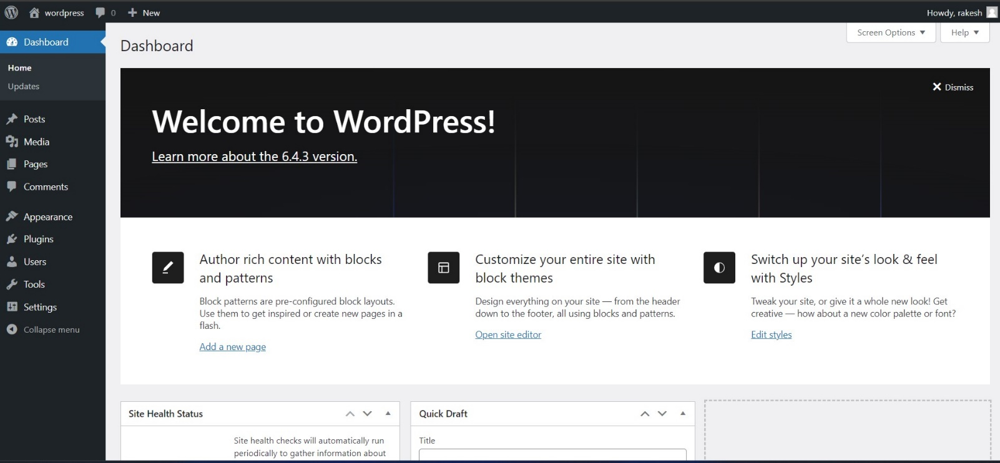 wordpress
0
New
Howdy, rakesh
Dashboard
Home
Updates
Posts
Media
Pages
Comments
Appearance
Plugins
Users
Tools
Settings
Collapse menu
Screen Options
Help
Dashboard
Dismiss
Welcome to WordPress!
Learn more about the 6.4.3 version.
Author rich content with blocks
and patterns
Block patterns are pre-configured block layouts.
Use them to get inspired or create new pages in a
flash.
Add a new page
Customize your entire site with
block themes
Design everything on your site — from the header
down to the footer, all using blocks and patterns.
Open site editor
Switch up your site’s look & feel
with Styles
Tweak your site, or give it a whole new look! Get
creative — how about a new color palette or font?
Edit styles
Site Health Status
Site health checks will automatically run
periodically to gather information about
Quick Draft
Title